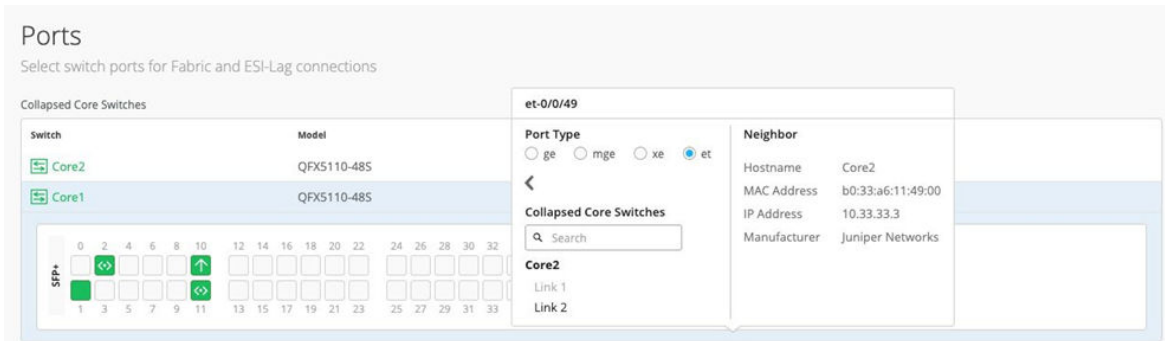 Ports
Select switch ports for Fabric and ESI-Lag connections
Collapsed Core Switches
Switch Model
Core2 QFX5110-48S
Core1 QFX5110-48S
SFP+
0 2 4 6 8 10 12 14 16 18 20 22 24 26 28 30 32
1 3 5 7 9 11 13 15 17 19 21 23 25 27 29 31 33
et-0/0/49
Port Type
ge mge xe et
Collapsed Core Switches
Search
Core2
Link 1
Link 2
Neighbor
Hostname Core2
MAC Address b0:33:a6:11:49:00
IP Address 10.33.33.3
Manufacturer Juniper Networks